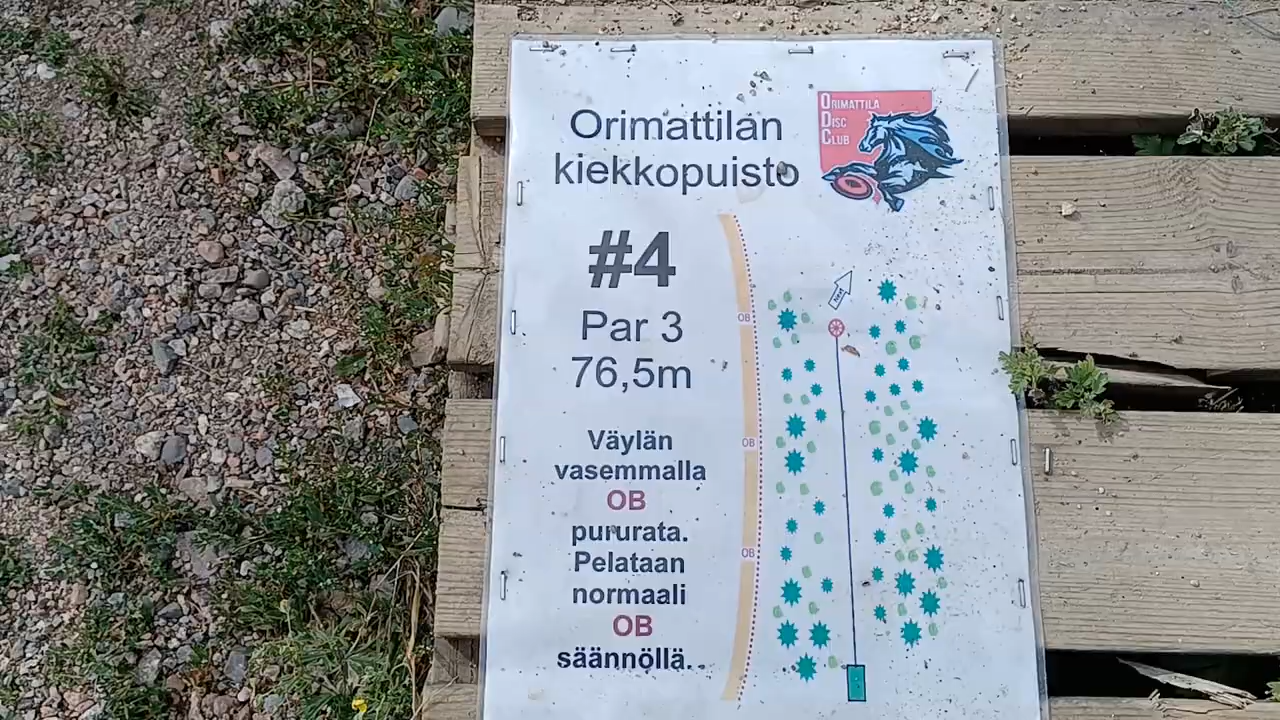 Orimattilan
kiekkopuisto
ORIMATTILA
DISC
CLUB
#4
Par 3
76,5m
Väylän
vasemmalla
OB
pururata.
Pelataan
normaali
OB
säännöllä.
OB
OB
OB